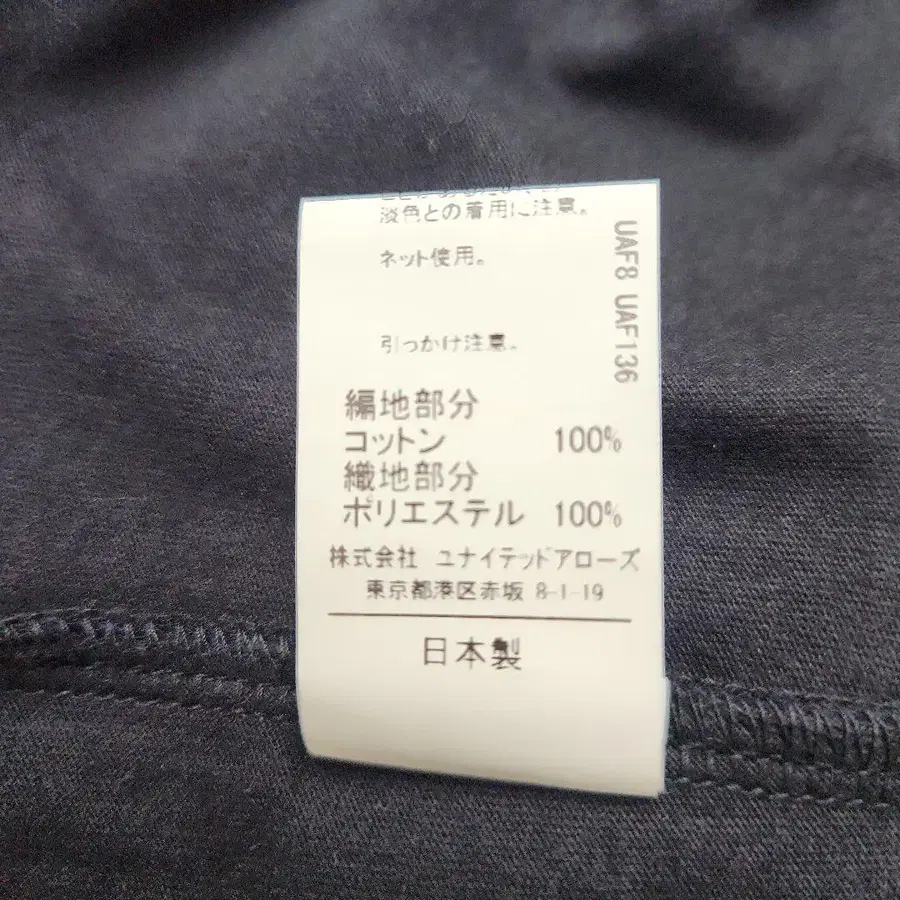 淡色との着用に注意。
ネット使用。
引っかけ注意。
編地部分
コットン 100%
織地部分
ポリエステル 100%
株式会社 ユナイテッドアローズ
東京都港区赤坂 8-1-19
日本製
UAF8 UAF136